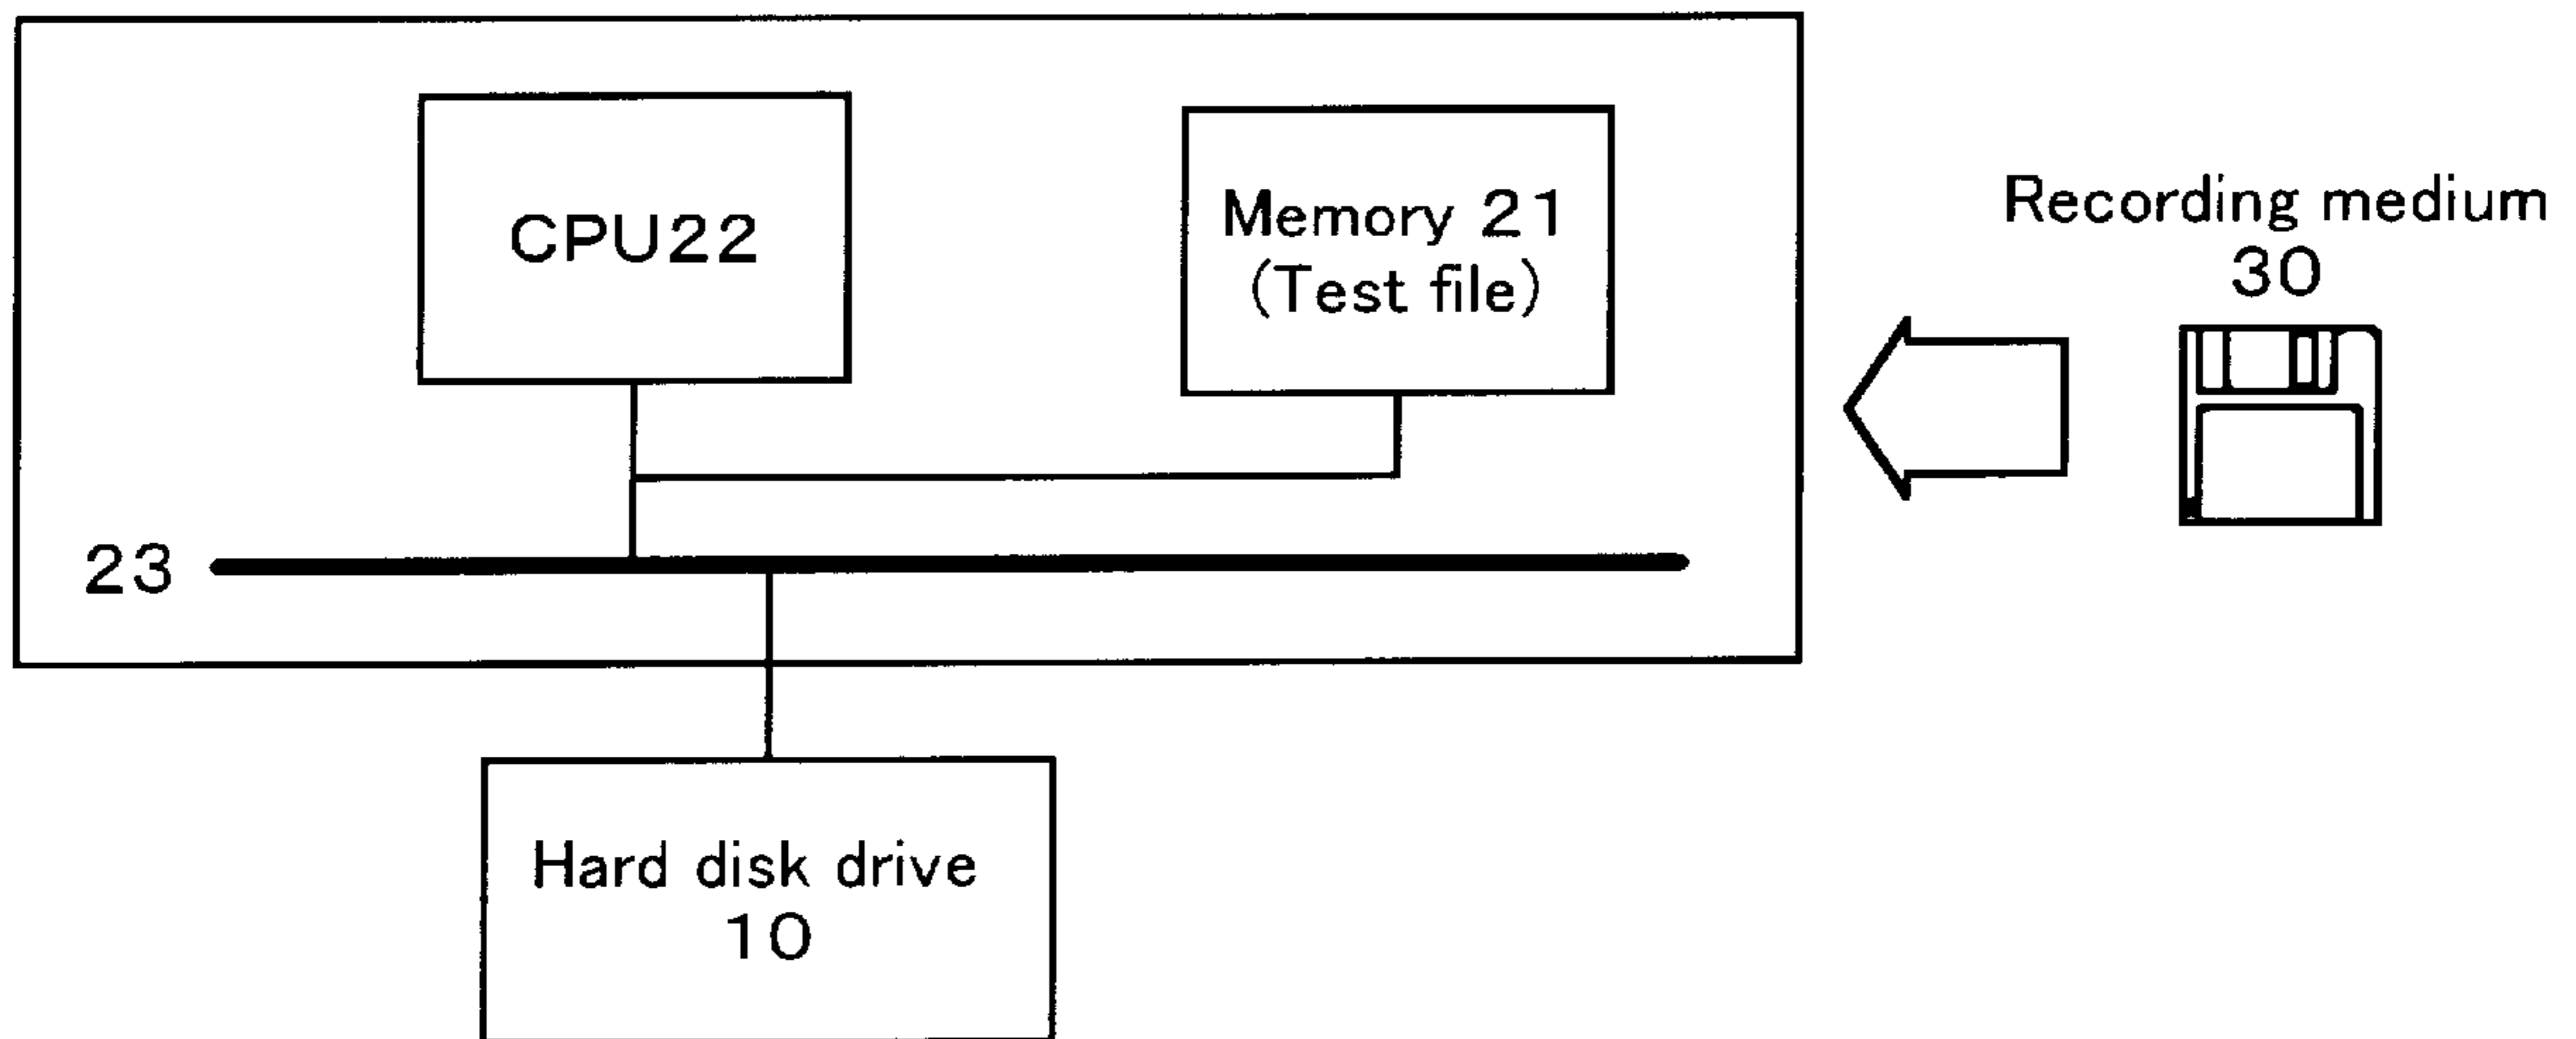 CPU22
Memory 21
(Test file)
Recording medium
30
23
Hard disk drive
10